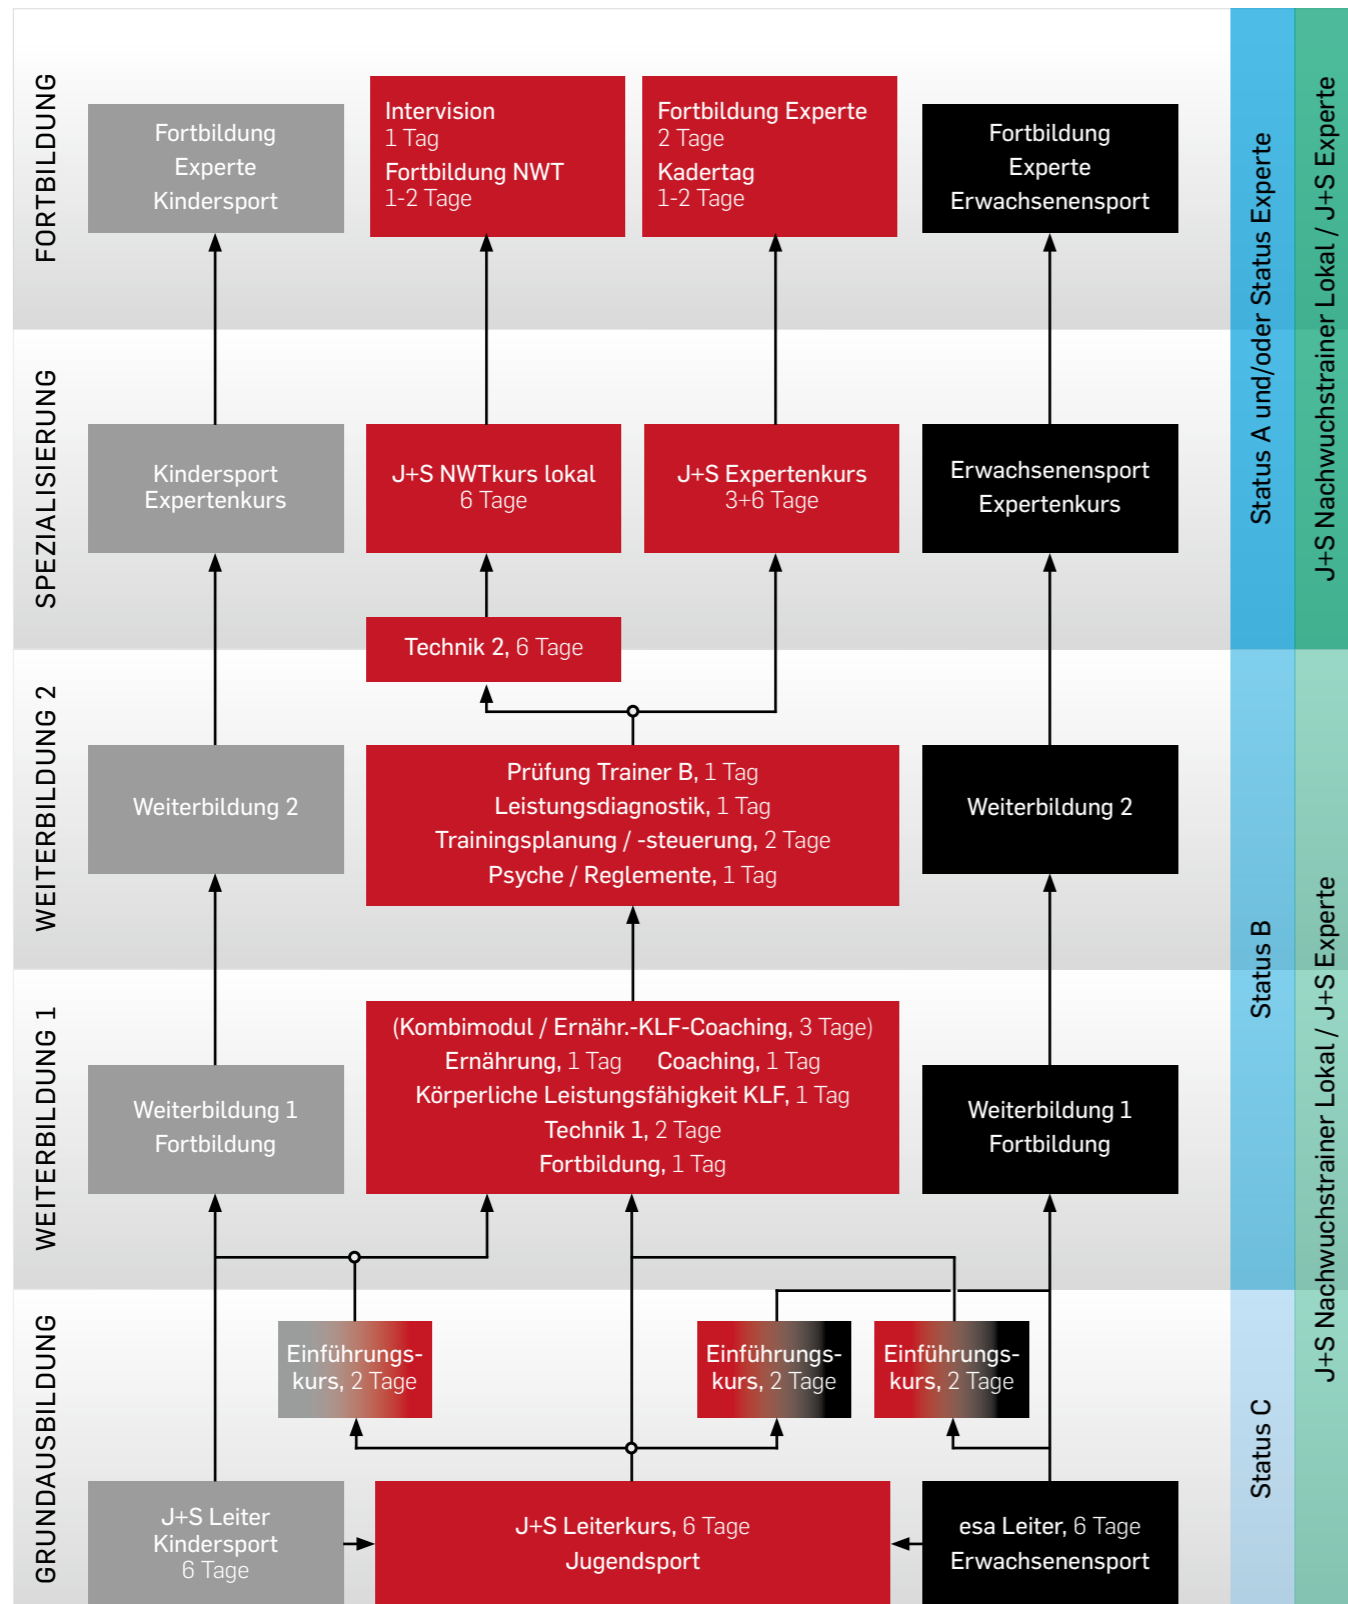 FORTBILDUNG
Fortbildung
Experte
Kindersport
Intervision
1 Tag
Fortbildung NWT
1-2 Tage
Fortbildung Experte
2 Tage
Kadertag
1-2 Tage
Fortbildung
Experte
Erwachsenensport
SPEZIALISIERUNG
Kindersport
Expertenkurs
J+S NWTkurs lokal
6 Tage
J+S Expertenkurs
3+6 Tage
Erwachsenensport
Expertenkurs
Technik 2, 6 Tage
WEITERBILDUNG 2
Weiterbildung 2
Prüfung Trainer B, 1 Tag
Leistungsdiagnostik, 1 Tag
Trainingsplanung / -steuerung, 2 Tage
Psyche / Reglemente, 1 Tag
Weiterbildung 2
WEITERBILDUNG 1
Weiterbildung 1
Fortbildung
(Kombimodul / Ernähr.-KLF-Coaching, 3 Tage)
Ernährung, 1 Tag Coaching, 1 Tag
Körperliche Leistungsfähigkeit KLF, 1 Tag
Technik 1, 2 Tage
Fortbildung, 1 Tag
Weiterbildung 1
Fortbildung
GRUNDAUSBILDUNG
Einführungs-
kurs, 2 Tage
Einführungs-
kurs, 2 Tage
Einführungs-
kurs, 2 Tage
J+S Leiter
Kindersport
6 Tage
J+S Leiterkurs, 6 Tage
Jugendsport
esa Leiter, 6 Tage
Erwachsenensport
Status A und/oder Status Experte
Status B
Status C
J+S Nachwuchstrainer Lokal / J+S Experte
J+S Nachwuchstrainer Lokal / J+S Experte